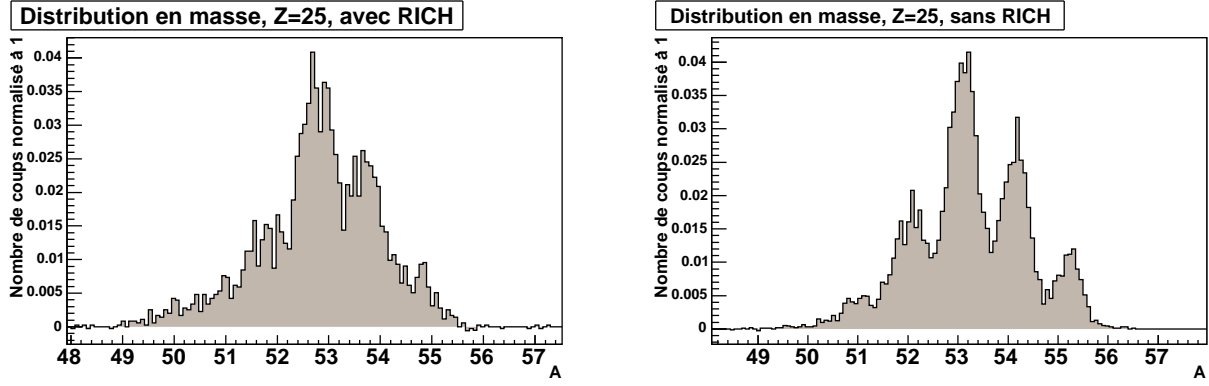 Distribution en masse, Z=25, avec RICH
Nombre de coups normalisé à 1
0.04
0.035
0.03
0.025
0.02
0.015
0.01
0.005
0
48 49 50 51 52 53 54 55 56 57
A
Distribution en masse, Z=25, sans RICH
Nombre de coups normalisé à 1
0.04
0.035
0.03
0.025
0.02
0.015
0.01
0.005
0
49 50 51 52 53 54 55 56 57
A